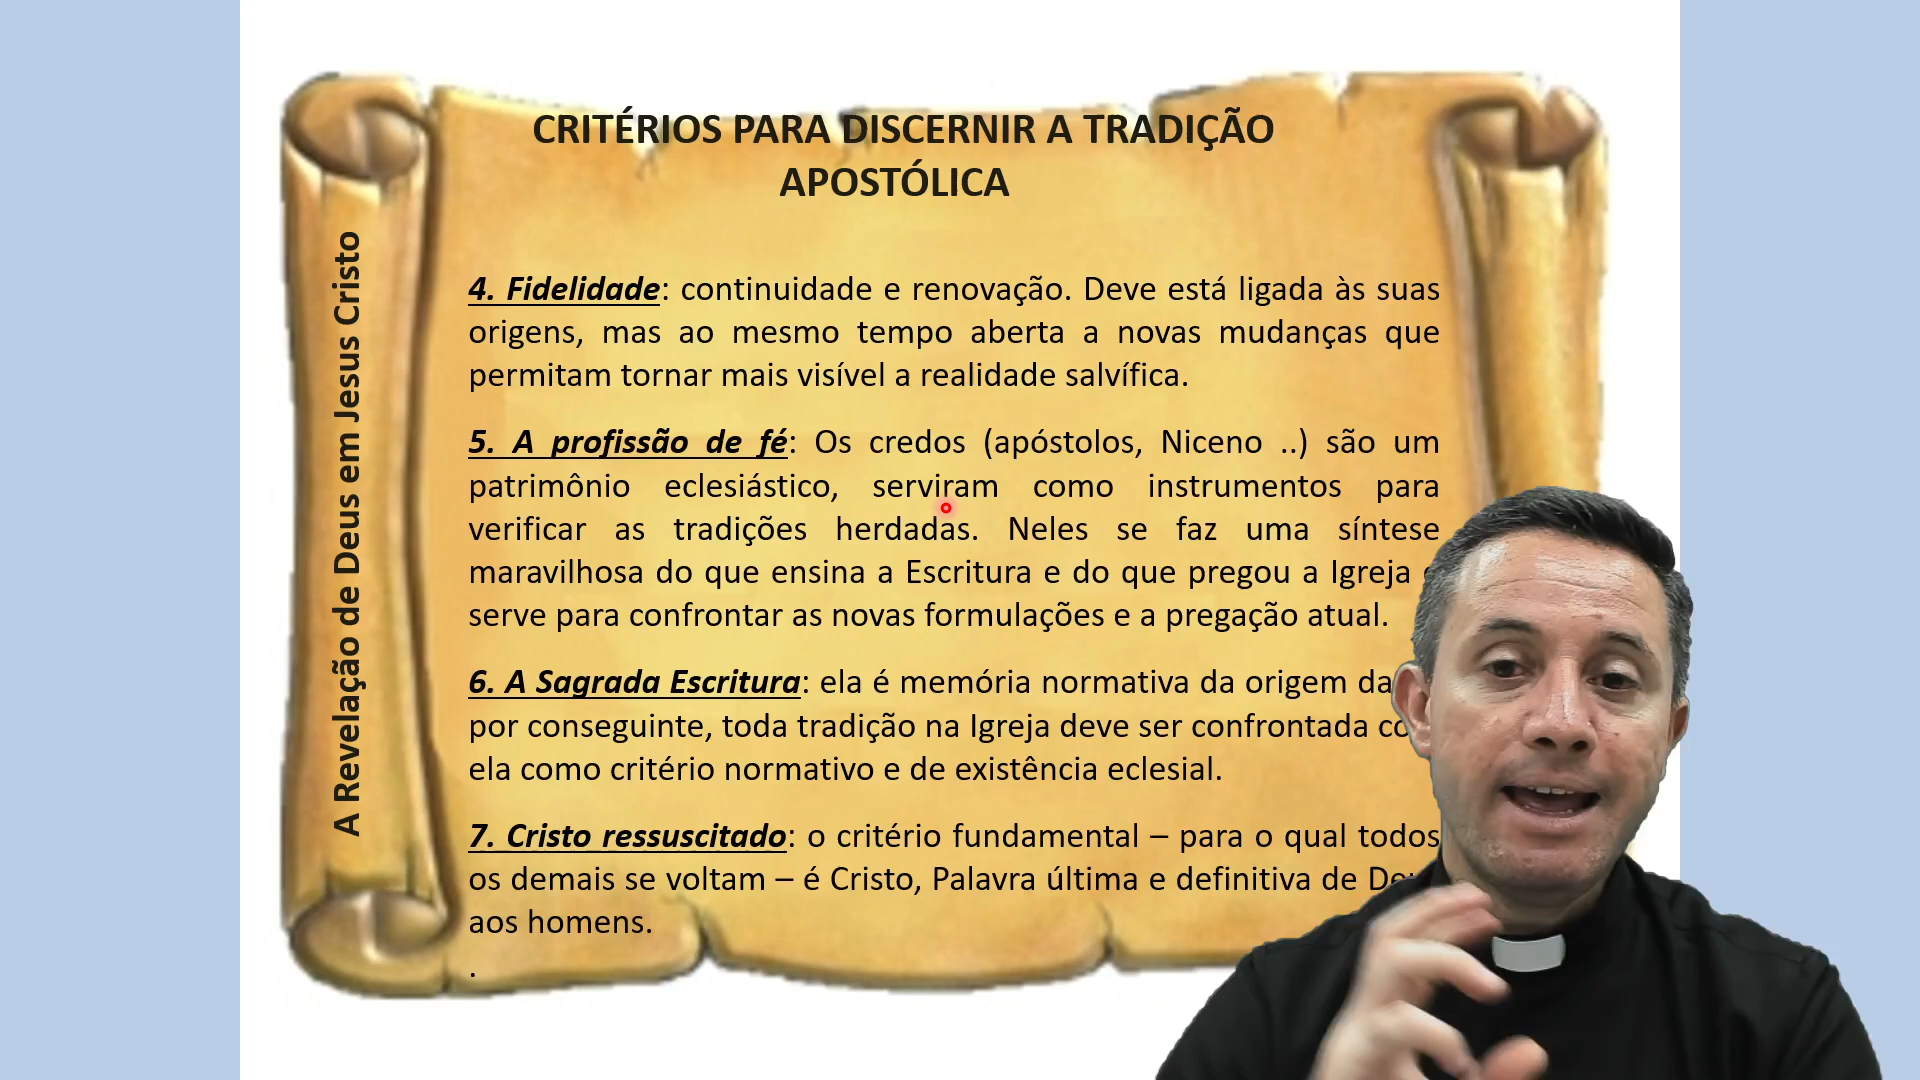 CRITÉRIOS PARA DISCERNIR A TRADIÇÃO
APOSTÓLICA
A Revelação de Deus em Jesus Cristo
4. Fidelidade: continuidade e renovação. Deve está ligada às suas
origens, mas ao mesmo tempo aberta a novas mudanças que
permitam tornar mais visível a realidade salvífica.
5. A profissão de fé: Os credos (apóstolos, Niceno ..) são um
patrimônio eclesiástico, serviram como instrumentos para
verificar as tradições herdadas. Neles se faz uma síntese
maravilhosa do que ensina a Escritura e do que pregou a Igreja
serve para confrontar as novas formulações e a pregação atual.
6. A Sagrada Escritura: ela é memória normativa da origem da
por conseguinte, toda tradição na Igreja deve ser confrontada
ela como critério normativo e de existência eclesial.
7. Cristo ressuscitado: o critério fundamental – para o qual todos
os demais se voltam – é Cristo, Palavra última e definitiva de
aos homens.
.